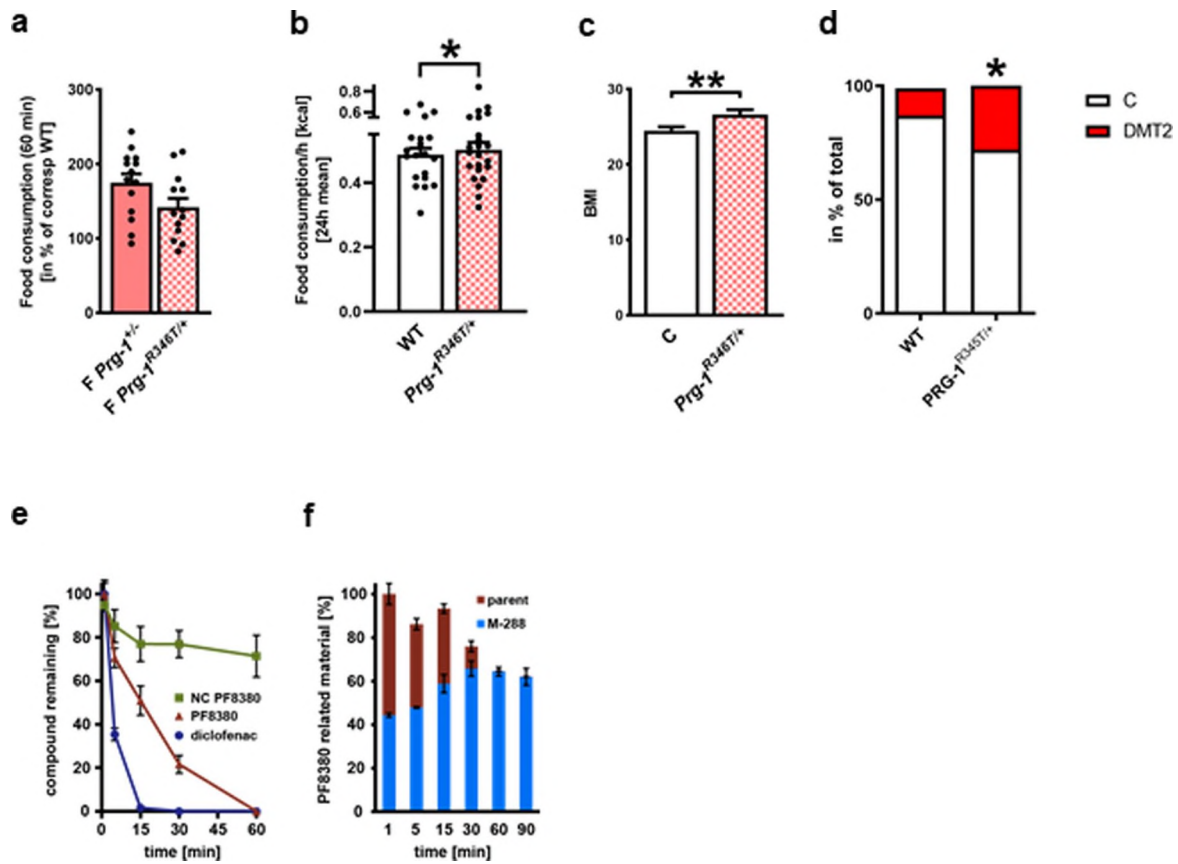 a
Food consumption (60 min)
[in % of corresp WT]
300
200
100
0
F Prg-1+/-
F Prg-1R346T/+
b
*
Food consumption/h [kcal]
[24h mean]
0.8
0.6
0.4
0.2
0.0
WT
Prg-1R346T/+
c
**
BMI
30
20
10
0
C
Prg-1R346T/+
d
*
in % of total
100
50
0
WT
PRG-1R345T/+
C
DMT2
e
compound remaining [%]
100
80
60
40
20
0
NC PF8380
PF8380
diclofenac
0 15 30 45 60
time [min]
f
PF8380 related material [%]
100
80
60
40
20
0
parent
M-288
1 5 15 30 60 90
time [min]